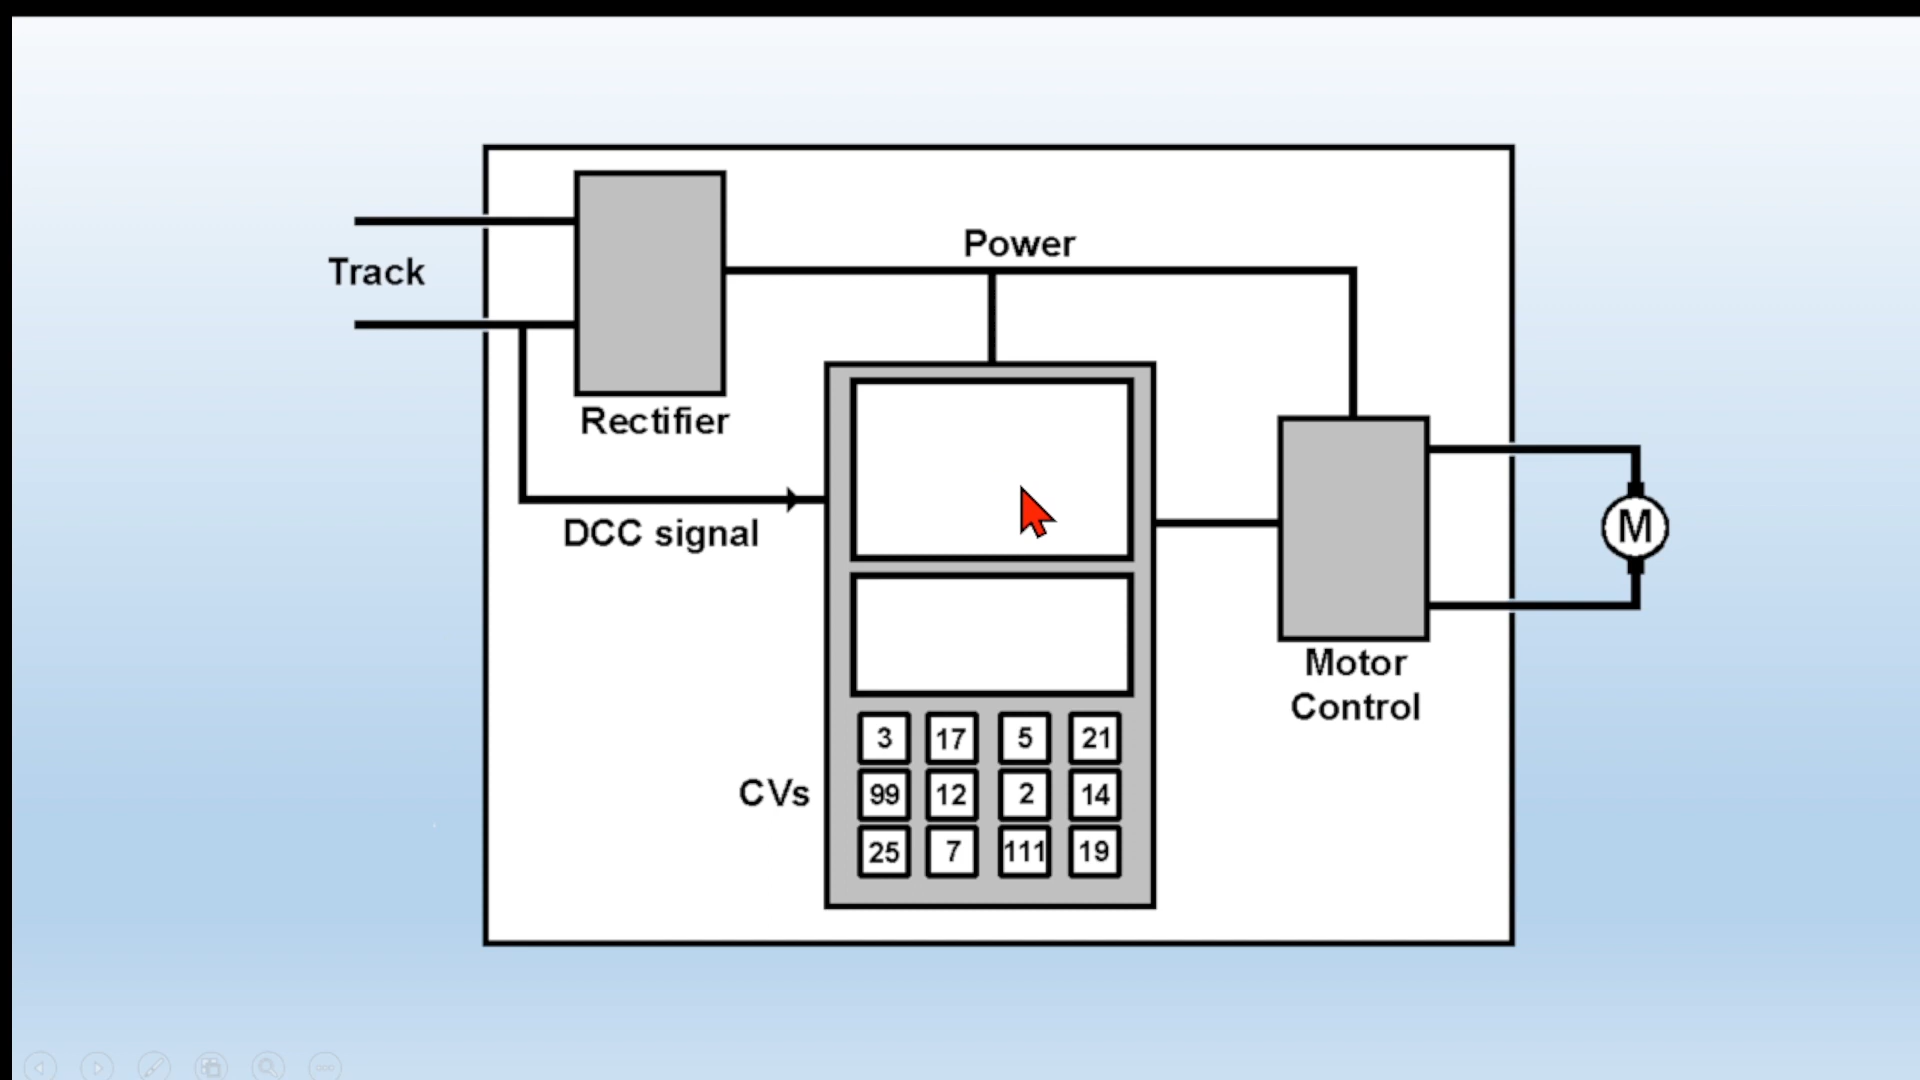 Power
Track
Rectifier
DCC signal
M
Motor
Control
CVs
3 17 5 21
99 12 2 14
25 7 111 19